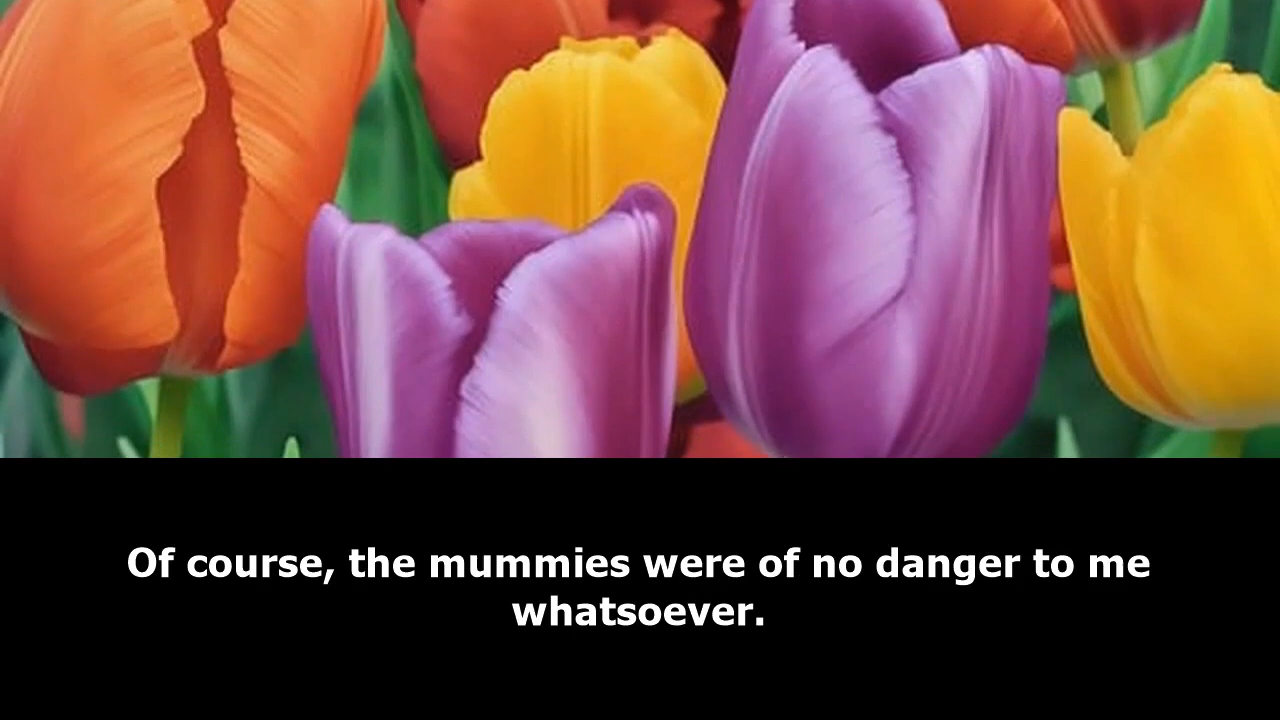 Of course, the mummies were of no danger to me
whatsoever.